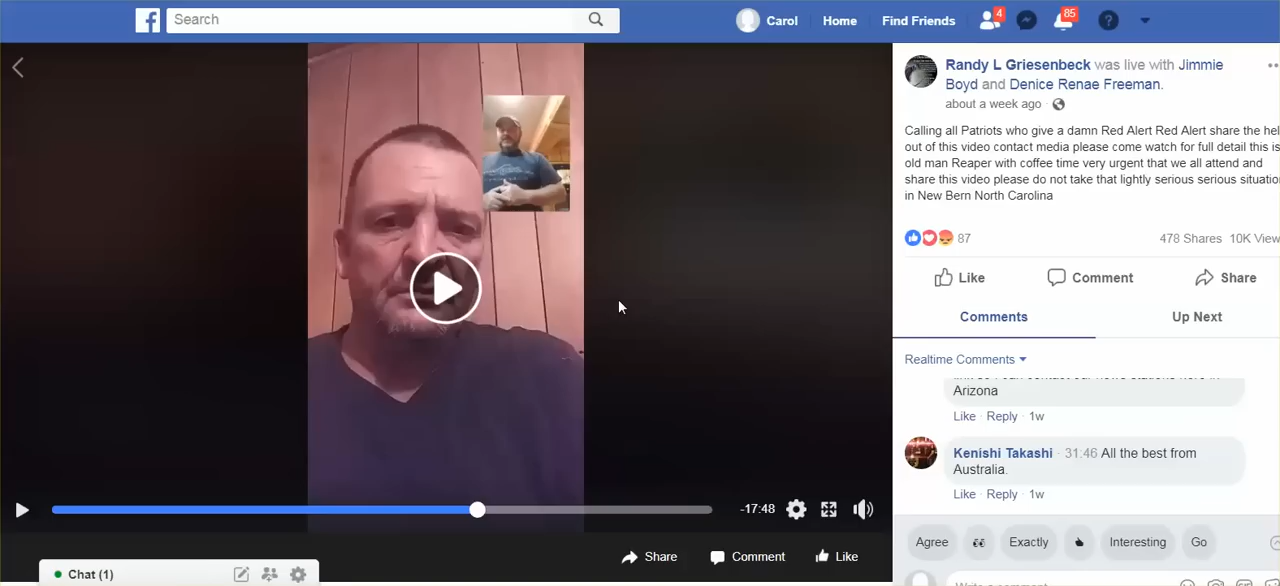 f
Search
Carol
Home
Find Friends
4
85
?
Randy L Griesenbeck was live with Jimmie
Boyd and Denice Renae Freeman.
about a week ago
Calling all Patriots who give a damn Red Alert Red Alert share the hel
out of this video contact media please come watch for full detail this is
old man Reaper with coffee time very urgent that we all attend and
share this video please do not take that lightly serious serious situatio
in New Bern North Carolina
87
478 Shares 10K View
Like
Comment
Share
Comments
Up Next
Realtime Comments
Arizona
Like · Reply · 1w
Kenishi Takashi · 31:46 All the best from
Australia.
Like · Reply · 1w
-17:48
Agree
Exactly
Interesting
Go
Share
Comment
Like
Chat (1)
Write a comment